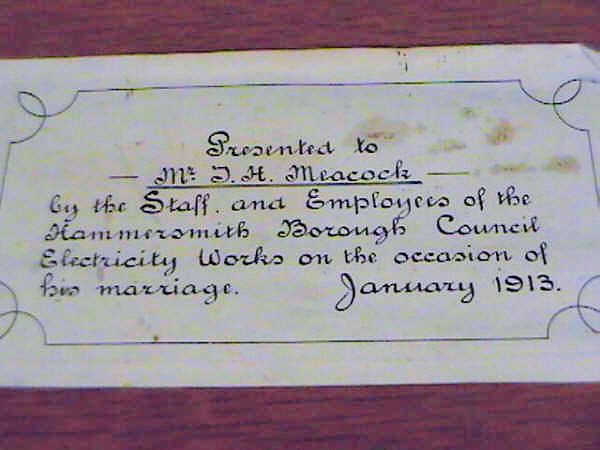 Presented to
— Mr. T. H. Meacock —
by the Staff and Employees of the
Hammersmith Borough Council
Electricity Works on the occasion of
his marriage. January 1913.